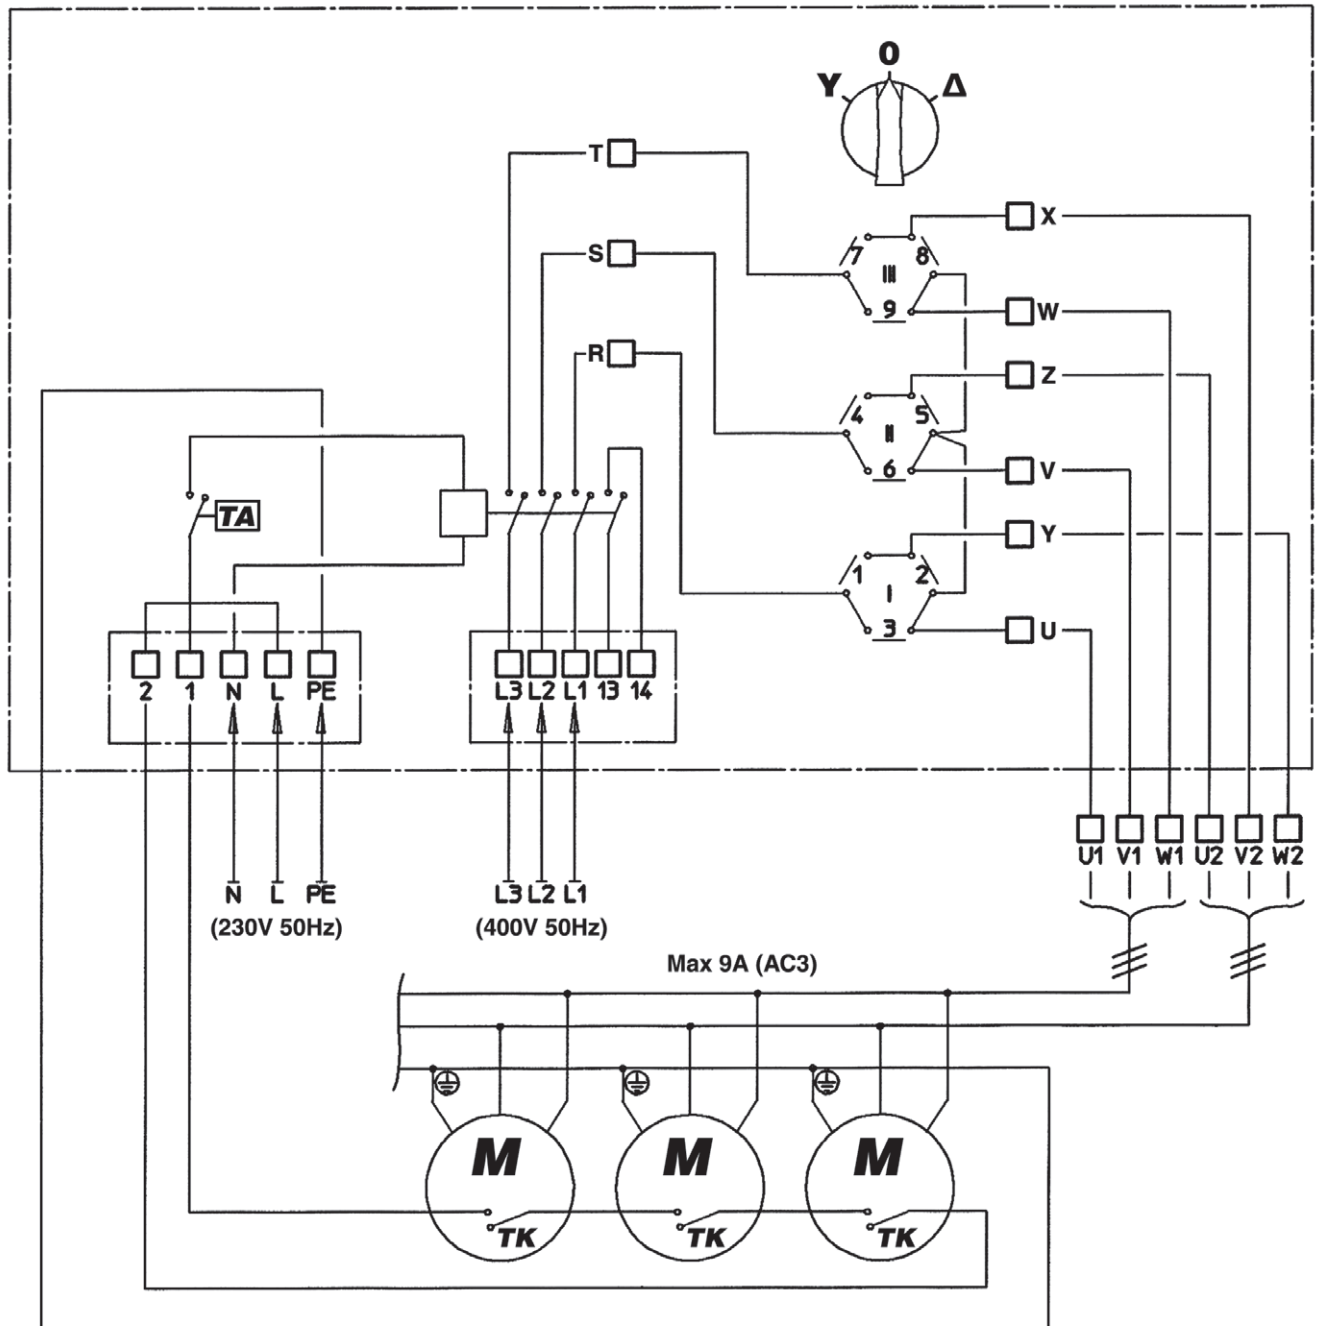 O
Y Δ
T
X
S
7 8
III
9
W
R
Z
4 5
II
6
V
TA
Y
1 2
I
3
U
2 1 N L PE
L3 L2 L1 13 14
U1 V1 W1 U2 V2 W2
N L PE
L3 L2 L1
(230V 50Hz)
(400V 50Hz)
Max 9A (AC3)
M M M
TK TK TK